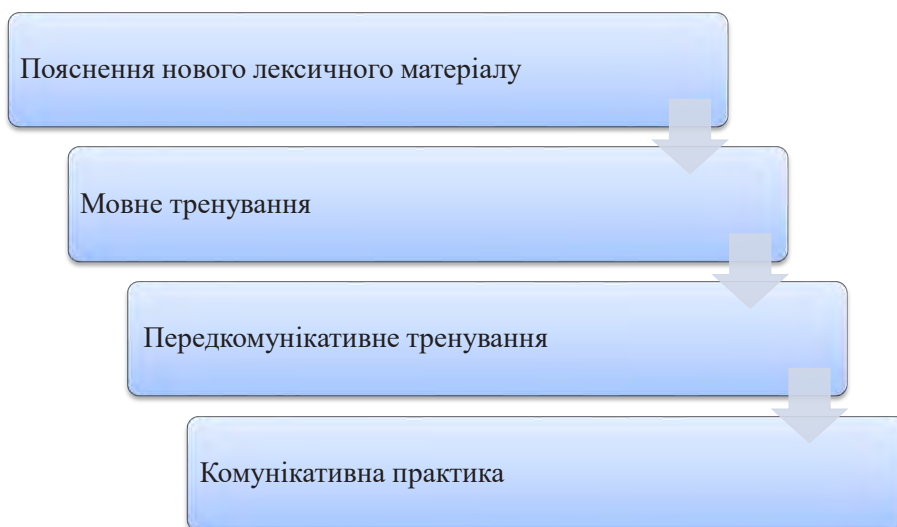 Пояснення нового лексичного матеріалу
Мовне тренування
Передкомунікативне тренування
Комунікативна практика